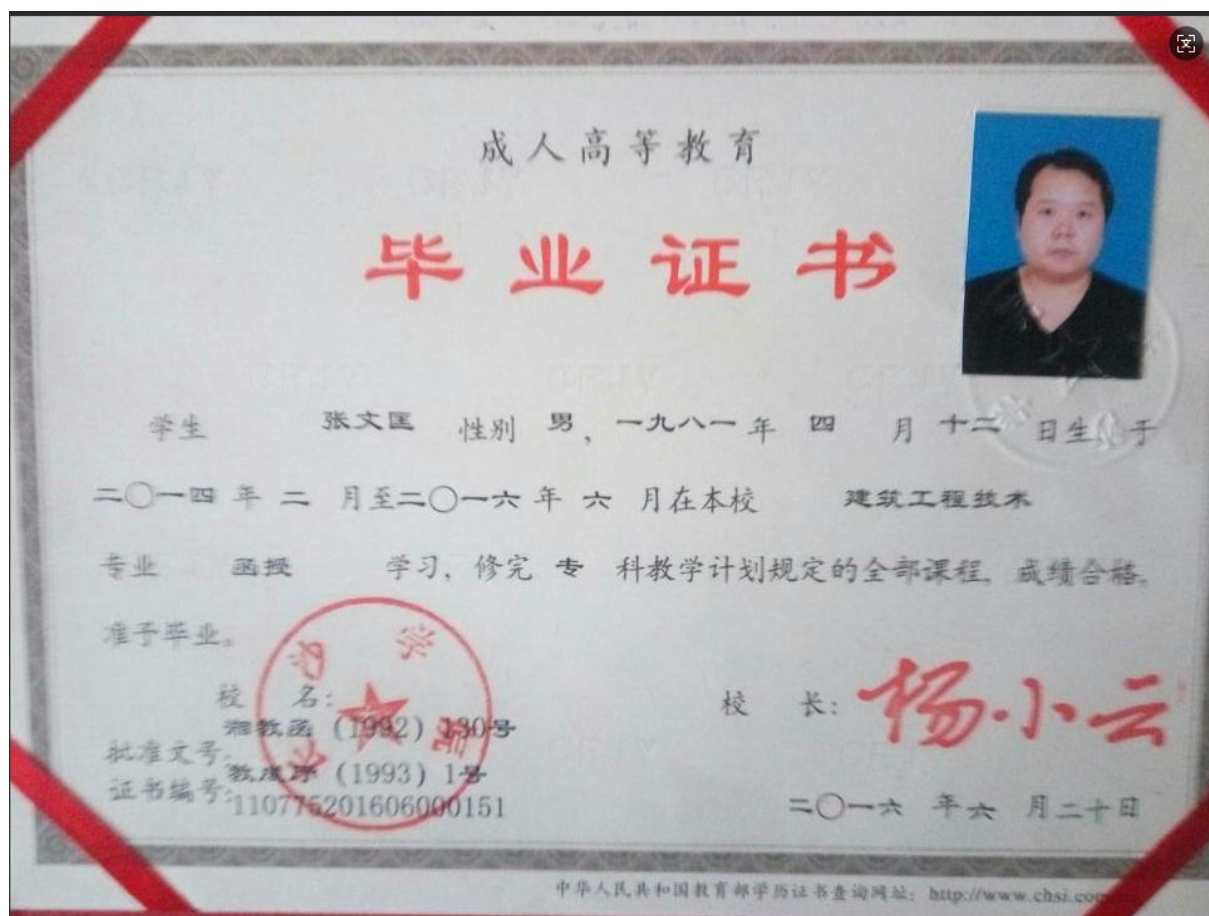 成人高等教育
毕业证书
学生 张文匡 性别 男，一九八一年 四 月 十二 日生，于
二〇一四 年 二 月至二〇一六 年 六 月在本校 建筑工程技术
专业 函授 学习，修完 专 科教学计划规定的全部课程，成绩合格，
准予毕业。
校 名：
校 长：杨小云
湘教函（1992）130号
批准文号：
（1993）1号
证书编号：
110775201606000151
二〇一六 年六 月二十日
中华人民共和国教育部学历证书查询网址：http://www.chsi.co